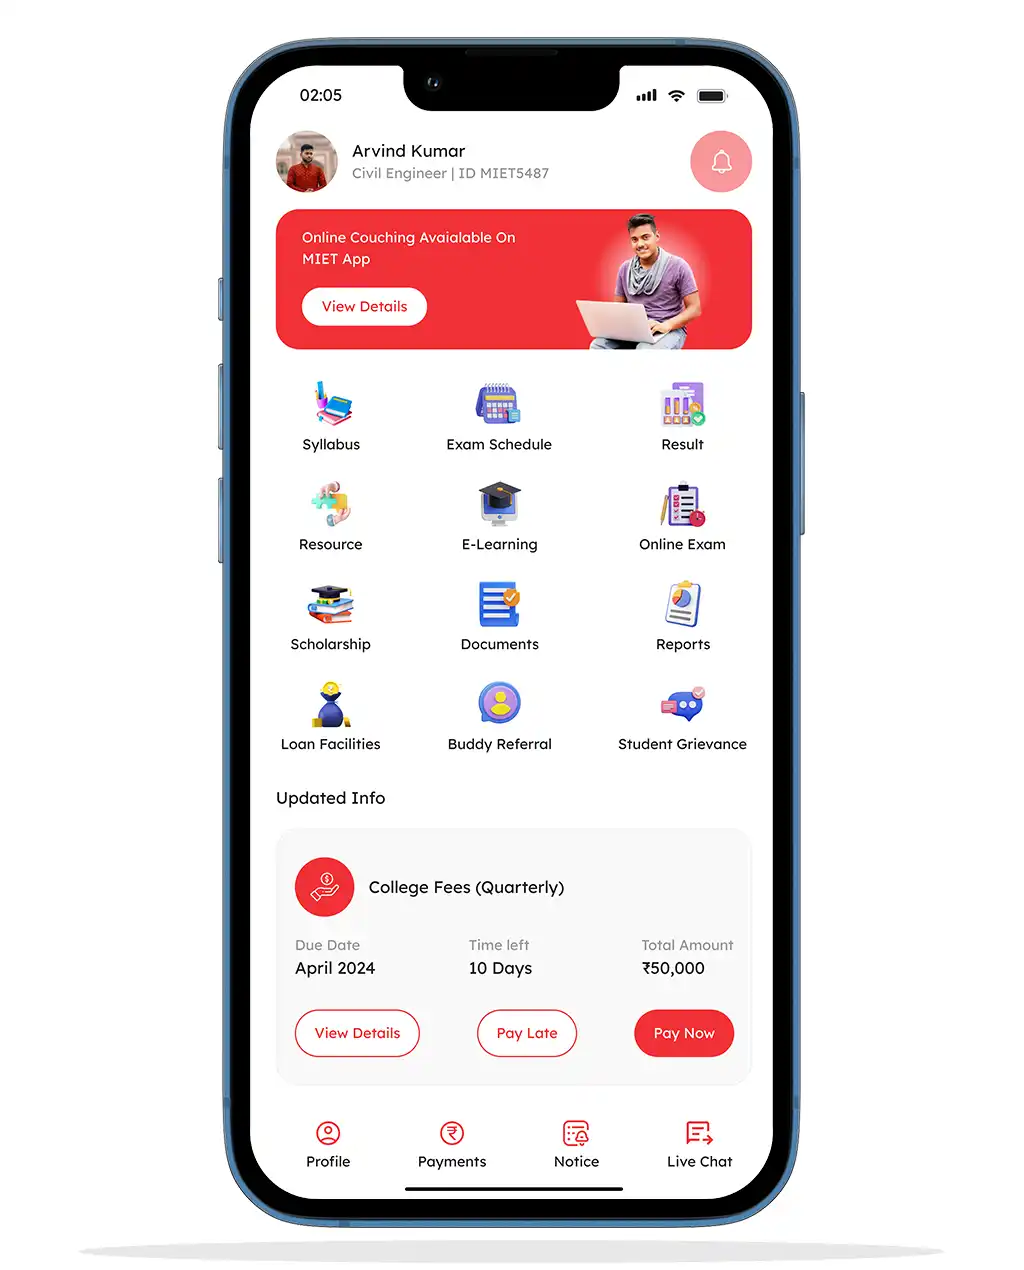 02:05
Arvind Kumar
Civil Engineer | ID MIET5487
Online Couching Avaialable On
MIET App
View Details
Syllabus
Exam Schedule
Result
Resource
E-Learning
Online Exam
Scholarship
Documents
Reports
Loan Facilities
Buddy Referral
Student Grievance
Updated Info
College Fees (Quarterly)
Due Date
Time left
Total Amount
April 2024
10 Days
₹50,000
View Details
Pay Late
Pay Now
Profile
Payments
Notice
Live Chat